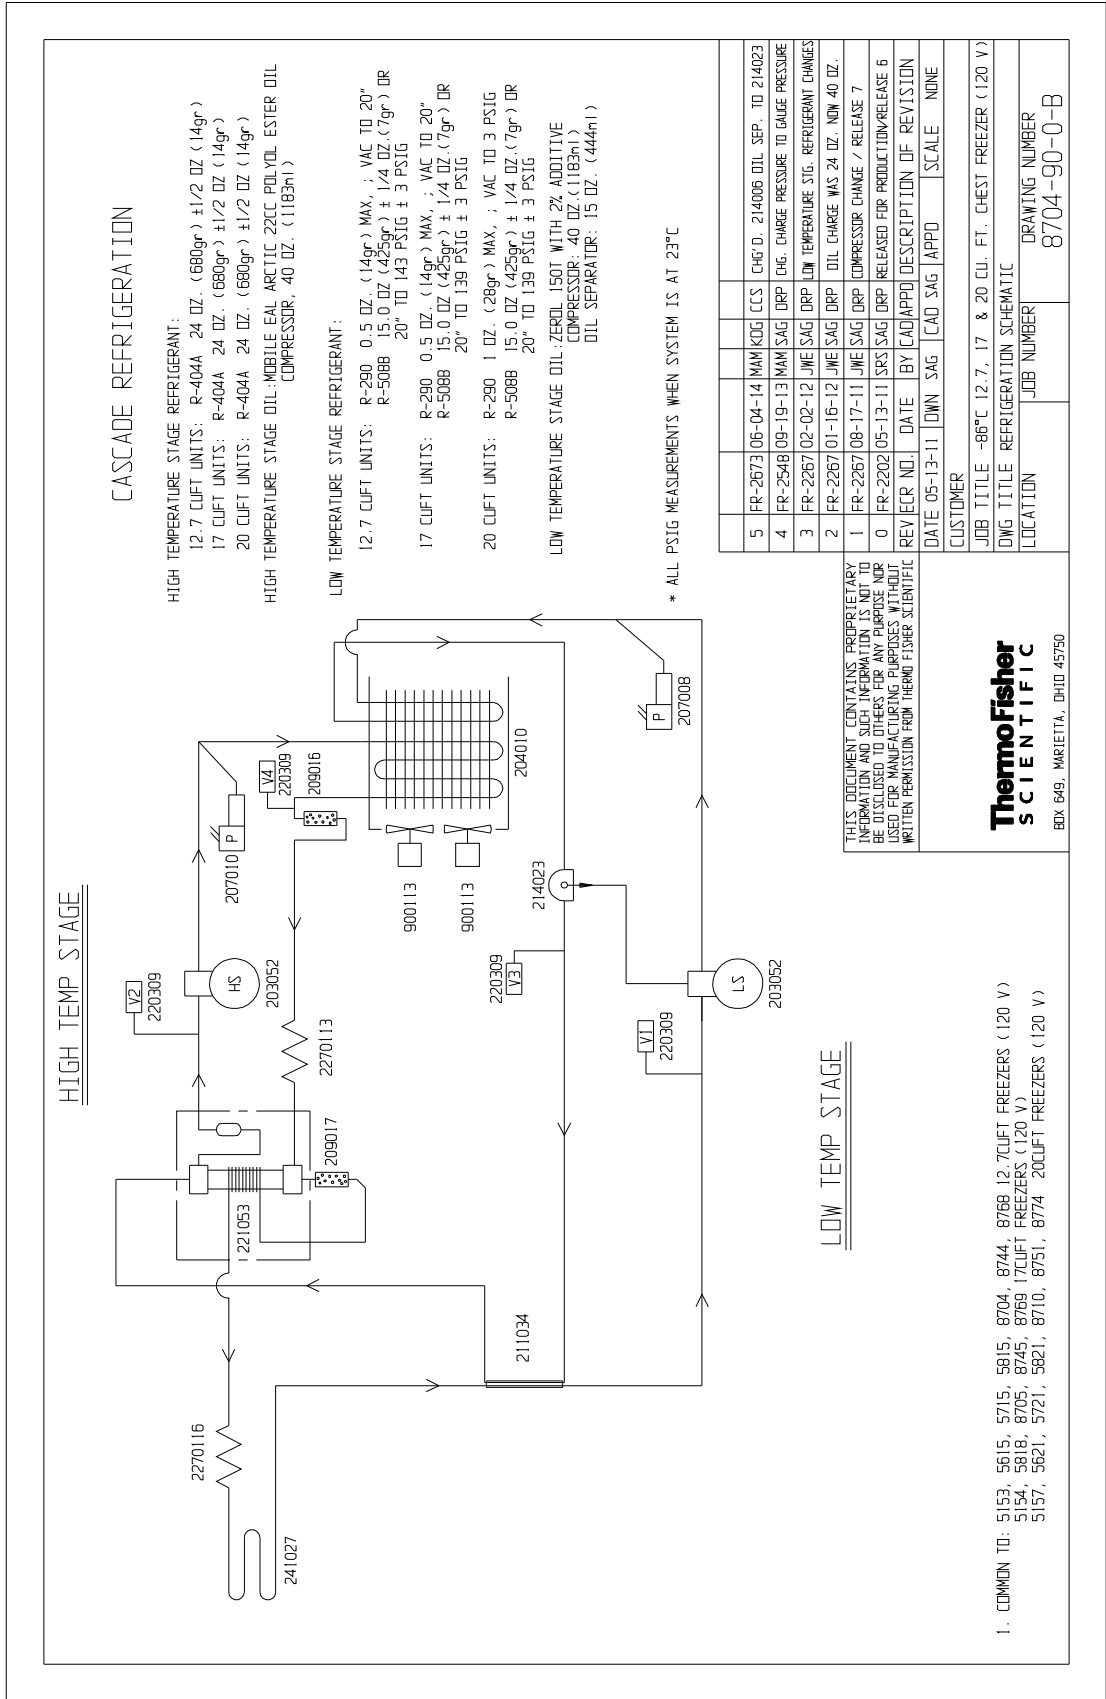 CASCADE REFRIGERATION
HIGH TEMPERATURE STAGE REFRIGERANT:
12.7 CUFT UNITS: R-404A 24 OZ. (680gr) ±1/2 OZ (14gr)
17 CUFT UNITS: R-404A 24 OZ. (680gr) ±1/2 OZ (14gr)
20 CUFT UNITS: R-404A 24 OZ. (680gr) ±1/2 OZ (14gr)
HIGH TEMPERATURE STAGE OIL:MOBILE EAL ARCTIC 22CC POLYOL ESTER OIL
COMPRESSOR, 40 OZ. (1183ml)
LOW TEMPERATURE STAGE REFRIGERANT:
12.7 CUFT UNITS: R-290 0.5 OZ. (14gr) MAX, ; VAC TO 20"
R-508B 15.0 OZ (425gr) ± 1/4 OZ.(7gr) OR
20" TO 143 PSIG ± 3 PSIG
17 CUFT UNITS: R-290 0.5 OZ. (14gr) MAX, ; VAC TO 20"
R-508B 15.0 OZ (425gr) ± 1/4 OZ.(7gr) OR
20" TO 139 PSIG ± 3 PSIG
20 CUFT UNITS: R-290 1 OZ. (28gr) MAX, ; VAC TO 3 PSIG
R-508B 15.0 OZ (425gr) ± 1/4 OZ.(7gr) OR
20" TO 139 PSIG ± 3 PSIG
LOW TEMPERATURE STAGE OIL:ZEROL 150T WITH 2% ADDITIVE
COMPRESSOR: 40 OZ.(1183ml)
OIL SEPARATOR: 15 OZ. (444ml)
* ALL PSIG MEASUREMENTS WHEN SYSTEM IS AT 23°C
HIGH TEMP STAGE
V2
220309
HS
203052
P
207010
V4
220309
209016
204010
900113
900113
2270113
209017
221053
2270116
241027
211034
214023
220309
V3
V1
220309
LS
203052
P
207008
LOW TEMP STAGE
1. COMMON TO: 5153, 5615, 5715, 5815, 8704, 8744, 8768 12.7CUFT FREEZERS (120 V)
5154, 5818, 8705, 8745, 8769 17CUFT FREEZERS (120 V)
5157, 5621, 5721, 5821, 8710, 8751, 8774 20CUFT FREEZERS (120 V)
5 FR-2673 06-04-14 MAM KDG CCS CHG'D. 214006 OIL SEP. TO 214023
4 FR-2548 09-19-13 MAM SAG DRP CHG. CHARGE PRESSURE TO GAUGE PRESSURE
3 FR-2267 02-02-12 JWE SAG DRP LOW TEMPERATURE STG. REFRIGERANT CHANGES
2 FR-2267 01-16-12 JWE SAG DRP OIL CHARGE WAS 24 OZ. NOW 40 OZ.
1 FR-2267 08-17-11 JWE SAG DRP COMPRESSOR CHANGE / RELEASE 7
0 FR-2202 05-13-11 SRS SAG DRP RELEASED FOR PRODUCTION/RELEASE 6
REV ECR NO. DATE BY CAD APPD DESCRIPTION OF REVISION
DATE 05-13-11 DWN SAG CAD SAG APPD SCALE NONE
CUSTOMER
JOB TITLE -86°C 12.7, 17 & 20 CU. FT. CHEST FREEZER (120 V)
DWG TITLE REFRIGERATION SCHEMATIC
LOCATION JOB NUMBER DRAWING NUMBER
8704-90-0-B
THIS DOCUMENT CONTAINS PROPRIETARY
INFORMATION AND SUCH INFORMATION IS NOT TO
BE DISCLOSED TO OTHERS FOR ANY PURPOSE NOR
USED FOR MANUFACTURING PURPOSES WITHOUT
WRITTEN PERMISSION FROM THERMO FISHER SCIENTIFIC
ThermoFisher
SCIENTIFIC
BOX 649, MARIETTA, OHIO 45750